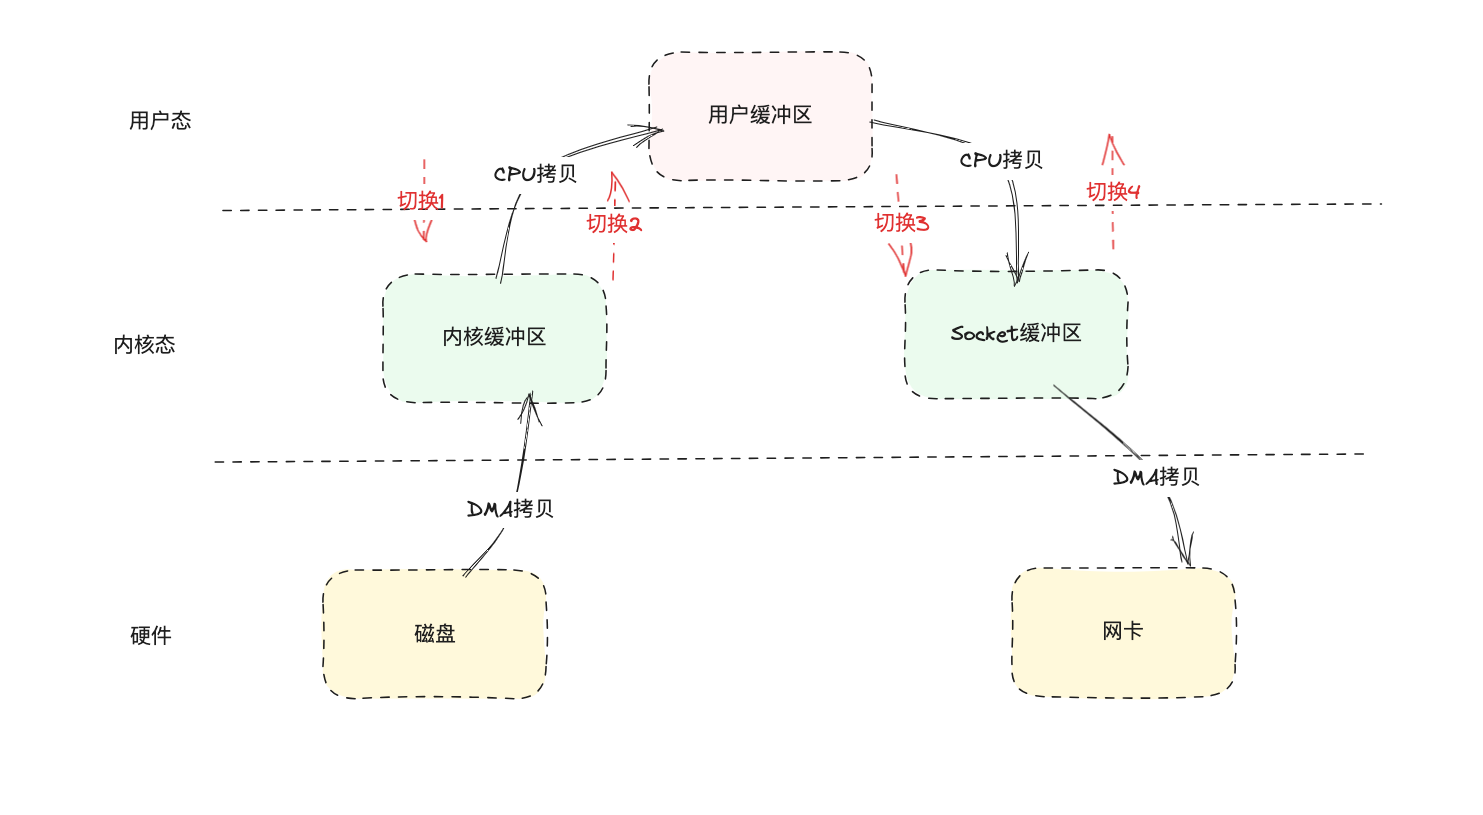 用户态
用户缓冲区
CPU拷贝
CPU拷贝
切换1
切换2
切换3
切换4
内核态
内核缓冲区
Socket缓冲区
DMA拷贝
DMA拷贝
硬件
磁盘
网卡